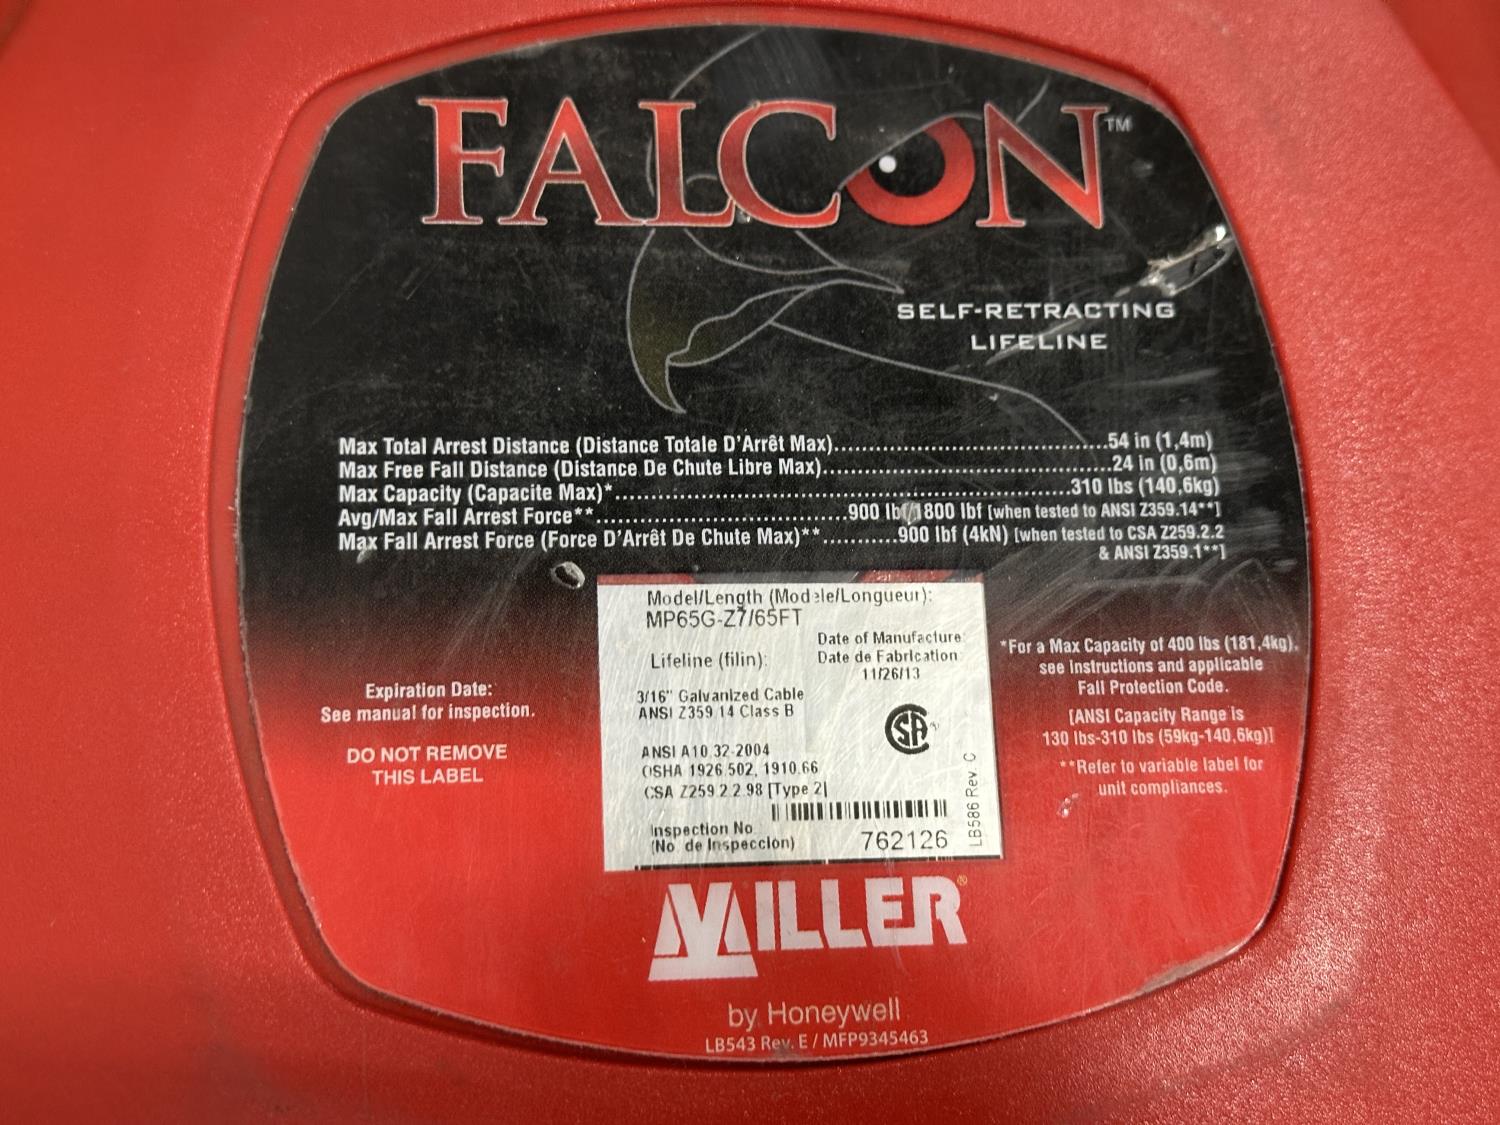 FALCON™
SELF-RETRACTING
LIFELINE
Max Total Arrest Distance (Distance Totale D'Arrêt Max)..................................54 in (1,4m)
Max Free Fall Distance (Distance De Chute Libre Max)....................................24 in (0,6m)
Max Capacity (Capacite Max)*.........................................................310 lbs (140,6kg)
Avg/Max Fall Arrest Force**...............................900 lbf/1800 lbf [when tested to ANSI Z359.14**]
Max Fall Arrest Force (Force D'Arrêt De Chute Max)**..........900 lbf (4kN) [when tested to CSA Z259.2.2
& ANSI Z359.1**]
Model/Length (Modèle/Longueur):
MP65G-Z7/65FT
Date of Manufacture:
Date de Fabrication
11/26/13
Lifeline (filin):
3/16" Galvanized Cable
ANSI Z359.14 Class B
ANSI A10.32-2004
OSHA 1926.502, 1910.66
CSA Z259.2.2.98 [Type 2]
CSA
Inspection No.
(No. de Inspeccion)
762126
LB586 Rev. C
Expiration Date:
See manual for inspection.
DO NOT REMOVE
THIS LABEL
*For a Max Capacity of 400 lbs (181,4kg),
see instructions and applicable
Fall Protection Code.
[ANSI Capacity Range is
130 lbs-310 lbs (59kg-140,6kg)]
**Refer to variable label for
unit compliances.
MILLER®
by Honeywell
LB543 Rev. E / MFP9345463